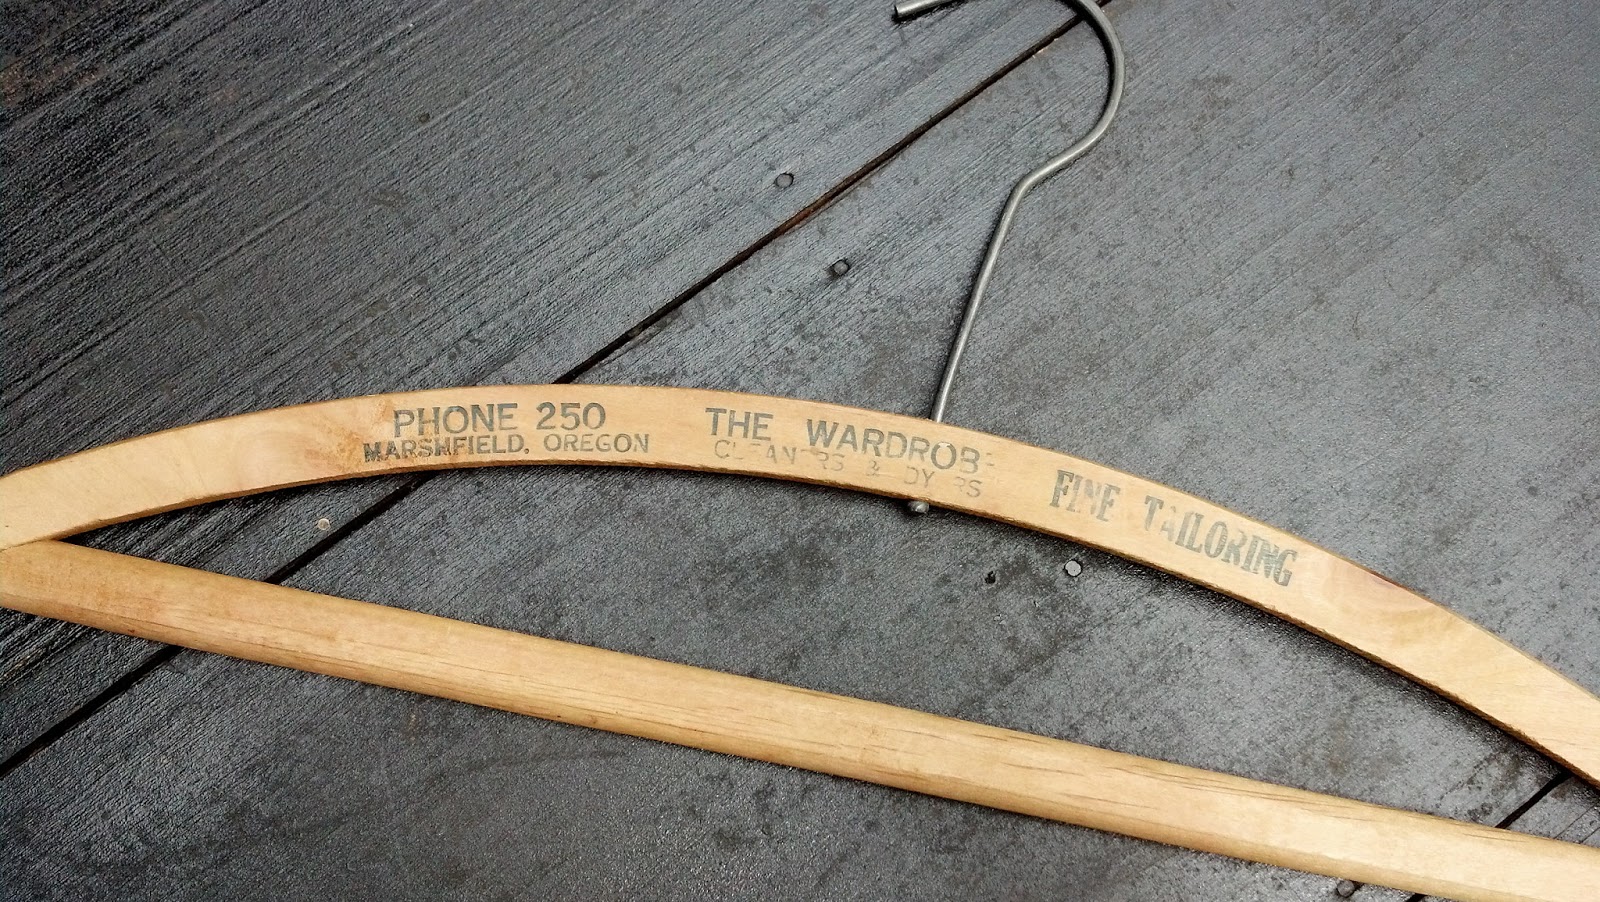 PHONE 250
MARSHFIELD, OREGON
THE WARDROBE
CLEANERS & DYERS
FINE TAILORING